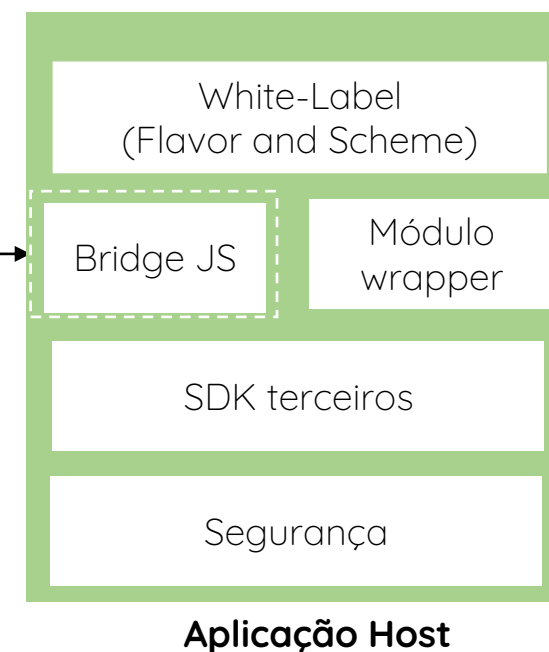 White-Label
(Flavor and Scheme)
Bridge JS
Módulo
wrapper
SDK terceiros
Segurança
Aplicação Host